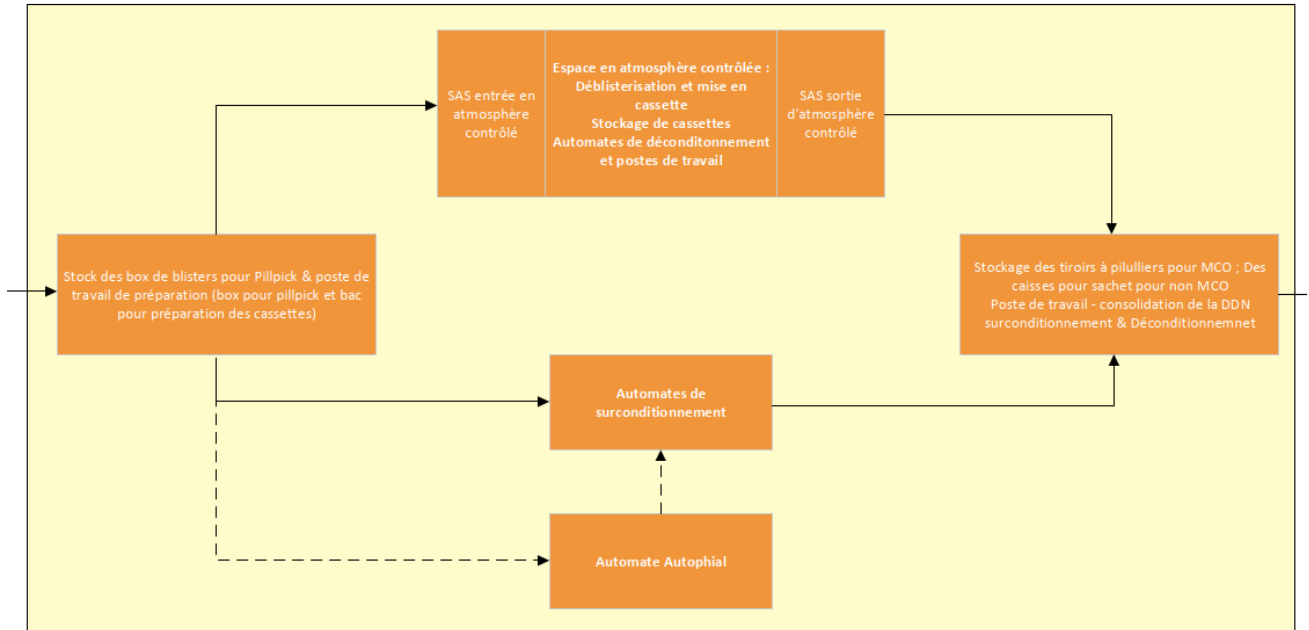 SAS entrée en
atmosphère
contrôlé
Espace en atmosphère contrôlée :
Déblisterisation et mise en
cassette
Stockage de cassettes
Automates de déconditonnement
et postes de travail
SAS sortie
d'atmosphère
contrôlé
Stock des box de blisters pour Pillpick & poste de
travail de préparation (box pour pillpick et bac
pour préparation des cassettes)
Stockage des tiroirs à pilulliers pour MCO ; Des
caisses pour sachet pour non MCO
Poste de travail - consolidation de la DDN
surconditionnement & Déconditionnemnet
Automates de
surconditionnement
Automate Autophial